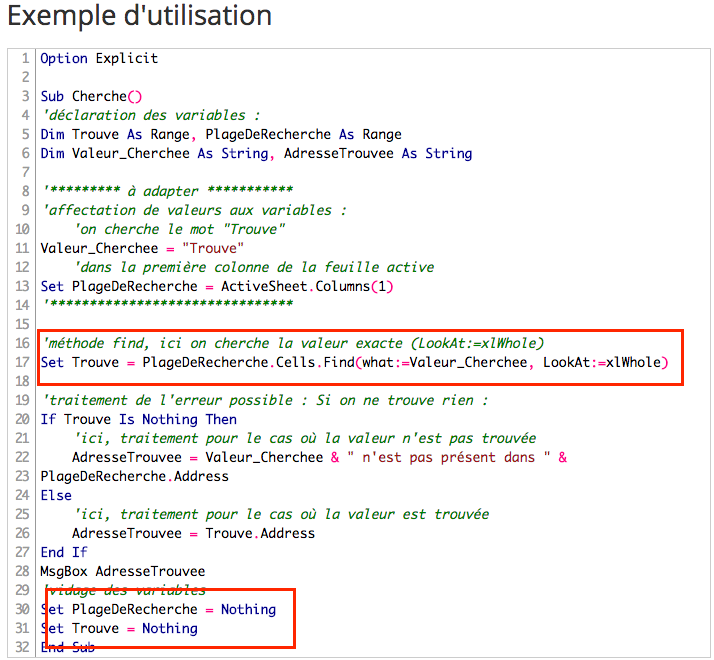 Exemple d'utilisation
1 Option Explicit
2
3 Sub Cherche()
4 'déclaration des variables :
5 Dim Trouve As Range, PlageDeRecherche As Range
6 Dim Valeur_Cherchee As String, AdresseTrouvee As String
7
8 '********* à adapter ***********
9 'affectation de valeurs aux variables :
10 'on cherche le mot "Trouve"
11 Valeur_Cherchee = "Trouve"
12 'dans la première colonne de la feuille active
13 Set PlageDeRecherche = ActiveSheet.Columns(1)
14 '*******************************
15
16 'méthode find, ici on cherche la valeur exacte (LookAt:=xlWhole)
17 Set Trouve = PlageDeRecherche.Cells.Find(what:=Valeur_Cherchee, LookAt:=xlWhole)
18
19 'traitement de l'erreur possible : Si on ne trouve rien :
20 If Trouve Is Nothing Then
21 'ici, traitement pour le cas où la valeur n'est pas trouvée
22 AdresseTrouvee = Valeur_Cherchee & " n'est pas présent dans " &
23 PlageDeRecherche.Address
24 Else
25 'ici, traitement pour le cas où la valeur est trouvée
26 AdresseTrouvee = Trouve.Address
27 End If
28 MsgBox AdresseTrouvee
29 'vidage des variables
30 Set PlageDeRecherche = Nothing
31 Set Trouve = Nothing
32 End Sub